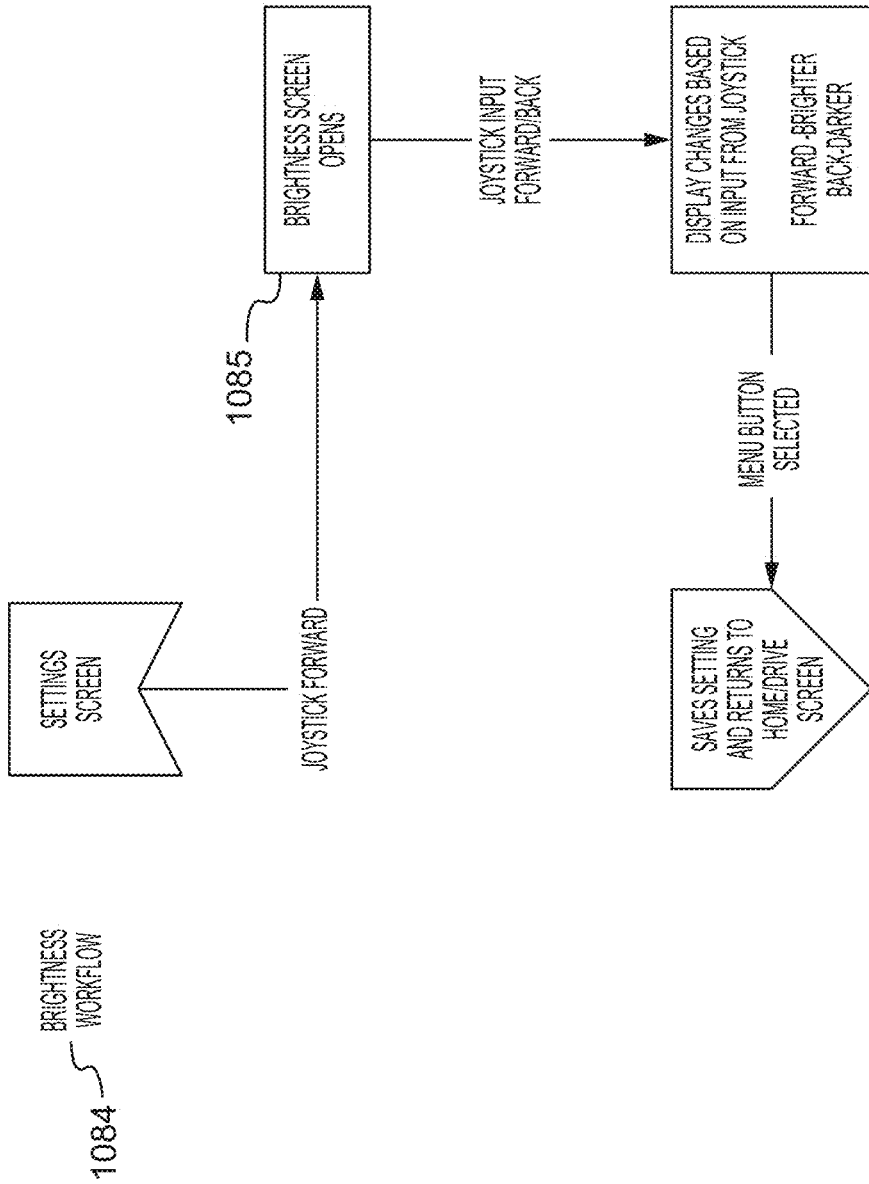 1084
BRIGHTNESS
WORKFLOW
SETTINGS
SCREEN
JOYSTICK FORWARD
1085
BRIGHTNESS SCREEN
OPENS
JOYSTICK INPUT
FORWARD/BACK
DISPLAY CHANGES BASED
ON INPUT FROM JOYSTICK
FORWARD-BRIGHTER
BACK-DARKER
MENU BUTTON
SELECTED
SAVES SETTING
AND RETURNS TO
HOME/DRIVE
SCREEN